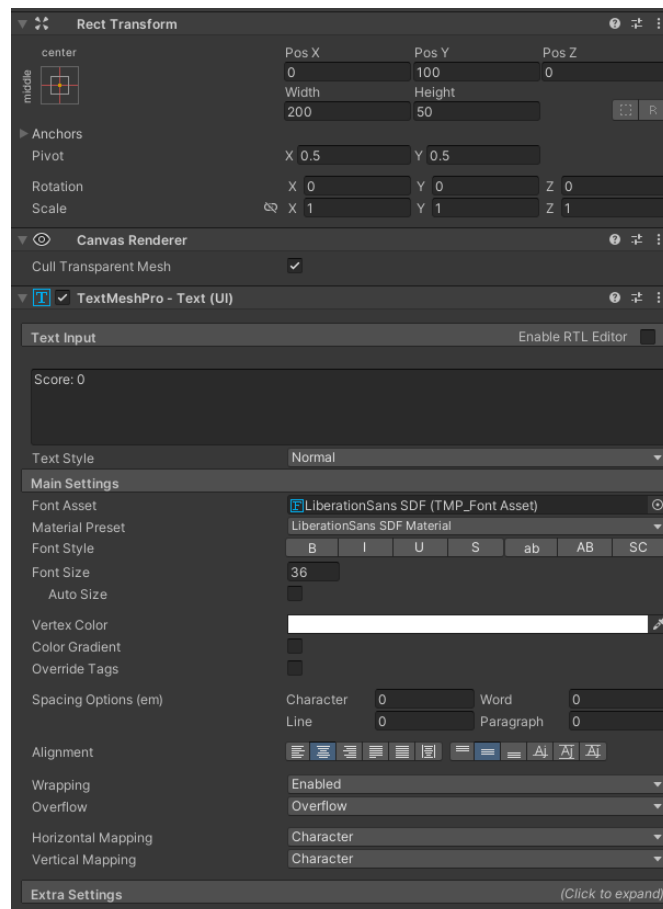 Rect Transform
center
Pos X Pos Y Pos Z
middle
0 100 0
Width Height
200 50
R
Anchors
Pivot X 0.5 Y 0.5
Rotation X 0 Y 0 Z 0
Scale X 1 Y 1 Z 1
Canvas Renderer
Cull Transparent Mesh
T TextMeshPro - Text (UI)
Text Input Enable RTL Editor
Score: 0
Text Style Normal
Main Settings
Font Asset F LiberationSans SDF (TMP_Font Asset)
Material Preset LiberationSans SDF Material
Font Style B I U S ab AB SC
Font Size 36
Auto Size
Vertex Color
Color Gradient
Override Tags
Spacing Options (em) Character 0 Word 0
Line 0 Paragraph 0
Alignment
Wrapping Enabled
Overflow Overflow
Horizontal Mapping Character
Vertical Mapping Character
Extra Settings (Click to expand)